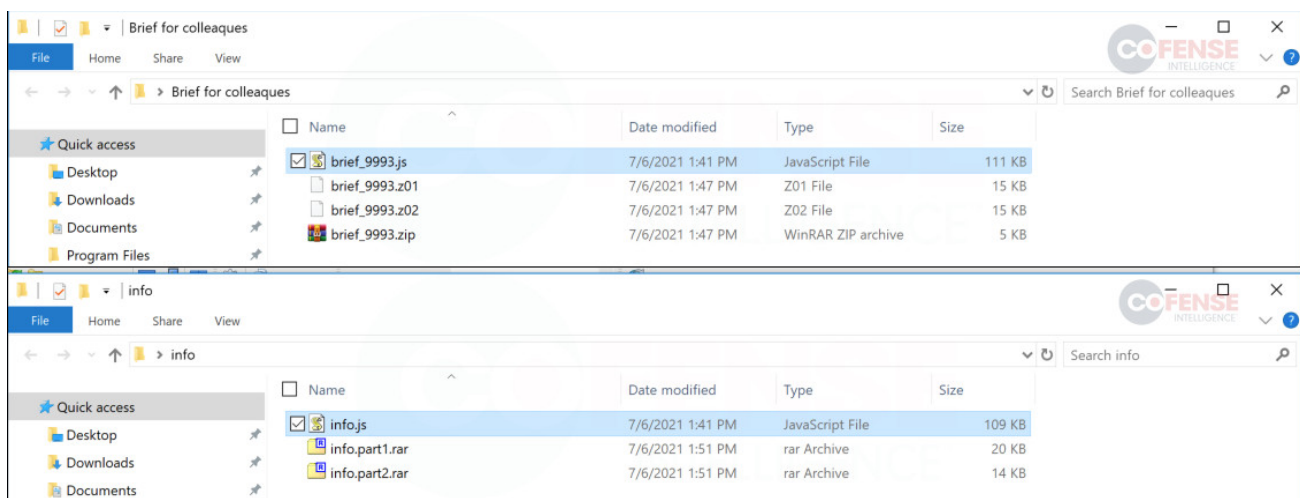 Brief for colleaques
COFENSE
INTELLIGENCE
File Home Share View
Brief for colleaques Search Brief for colleaques
Name Date modified Type Size
Quick access
brief_9993.js 7/6/2021 1:41 PM JavaScript File 111 KB
Desktop
brief_9993.z01 7/6/2021 1:47 PM Z01 File 15 KB
Downloads
brief_9993.z02 7/6/2021 1:47 PM Z02 File 15 KB
Documents
brief_9993.zip 7/6/2021 1:47 PM WinRAR ZIP archive 5 KB
Program Files
info
COFENSE
INTELLIGENCE
File Home Share View
info Search info
Name Date modified Type Size
Quick access
info.js 7/6/2021 1:41 PM JavaScript File 109 KB
Desktop
info.part1.rar 7/6/2021 1:51 PM rar Archive 20 KB
Downloads
info.part2.rar 7/6/2021 1:51 PM rar Archive 14 KB
Documents